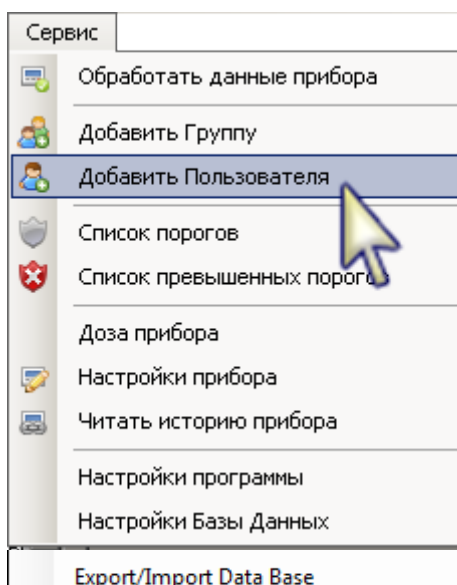 Сервис
Обработать данные прибора
Добавить Группу
Добавить Пользователя
Список порогов
Список превышенных порогов
Доза прибора
Настройки прибора
Читать историю прибора
Настройки программы
Настройки Базы Данных
Export/Import Data Base